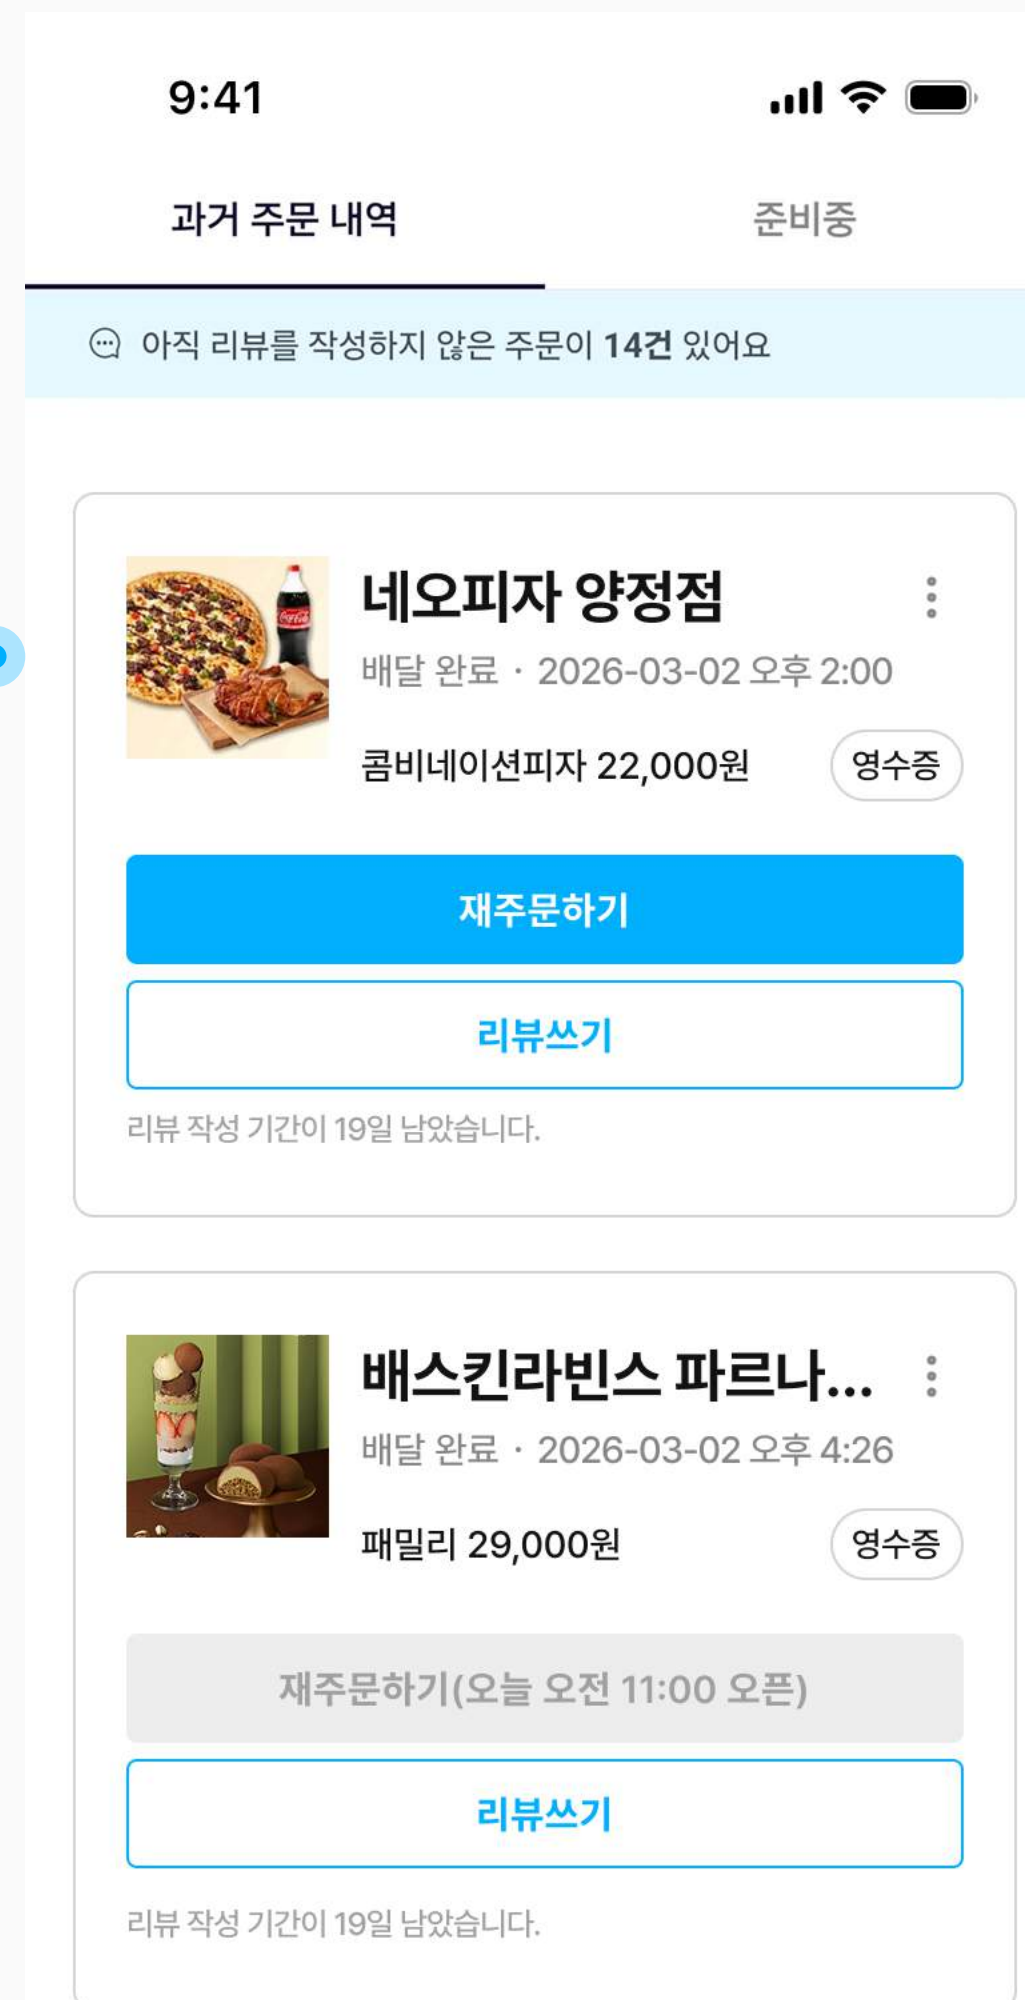 9:41
과거 주문 내역
준비중
아직 리뷰를 작성하지 않은 주문이 14건 있어요
네오피자 양정점
배달 완료 · 2026-03-02 오후 2:00
콤비네이션피자 22,000원
영수증
재주문하기
리뷰쓰기
리뷰 작성 기간이 19일 남았습니다.
배스킨라빈스 파르나...
배달 완료 · 2026-03-02 오후 4:26
패밀리 29,000원
영수증
재주문하기(오늘 오전 11:00 오픈)
리뷰쓰기
리뷰 작성 기간이 19일 남았습니다.